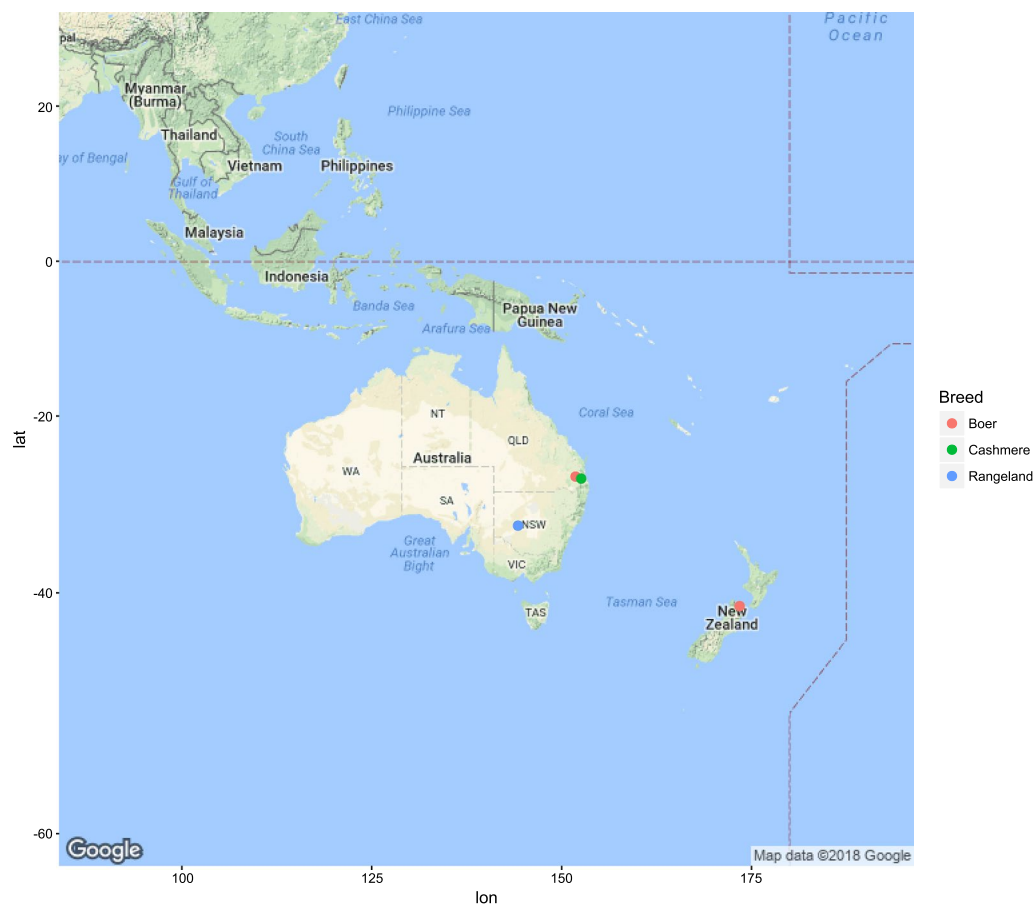 East China Sea
Pacific
Ocean
pal
Myanmar
(Burma)
20
Philippine Sea
Thailand
South
China Sea
ay of Bengal
Vietnam
Philippines
Gulf of
Thailand
Malaysia
0
Indonesia
Banda Sea
Papua New
Guinea
Arafura Sea
NT
Coral Sea
-20
QLD
Australia
WA
SA
NSW
Great
Australian
Bight
VIC
-40
Tasman Sea
TAS
New
Zealand
-60
Google
Map data ©2018 Google
100
125
150
175
lon
lat
Breed
Boer
Cashmere
Rangeland